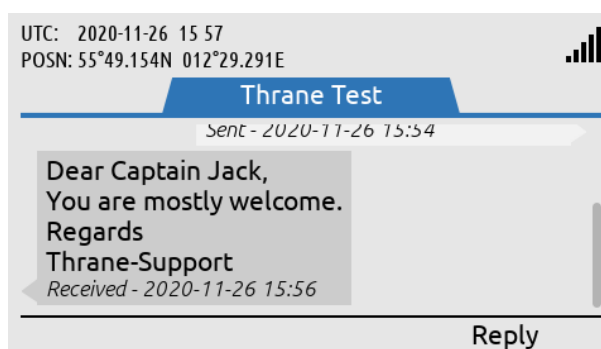 UTC: 2020-11-26 15 57
POSN: 55°49.154N 012°29.291E
Thrane Test
Sent - 2020-11-26 15:54
Dear Captain Jack,
You are mostly welcome.
Regards
Thrane-Support
Received - 2020-11-26 15:56
Reply